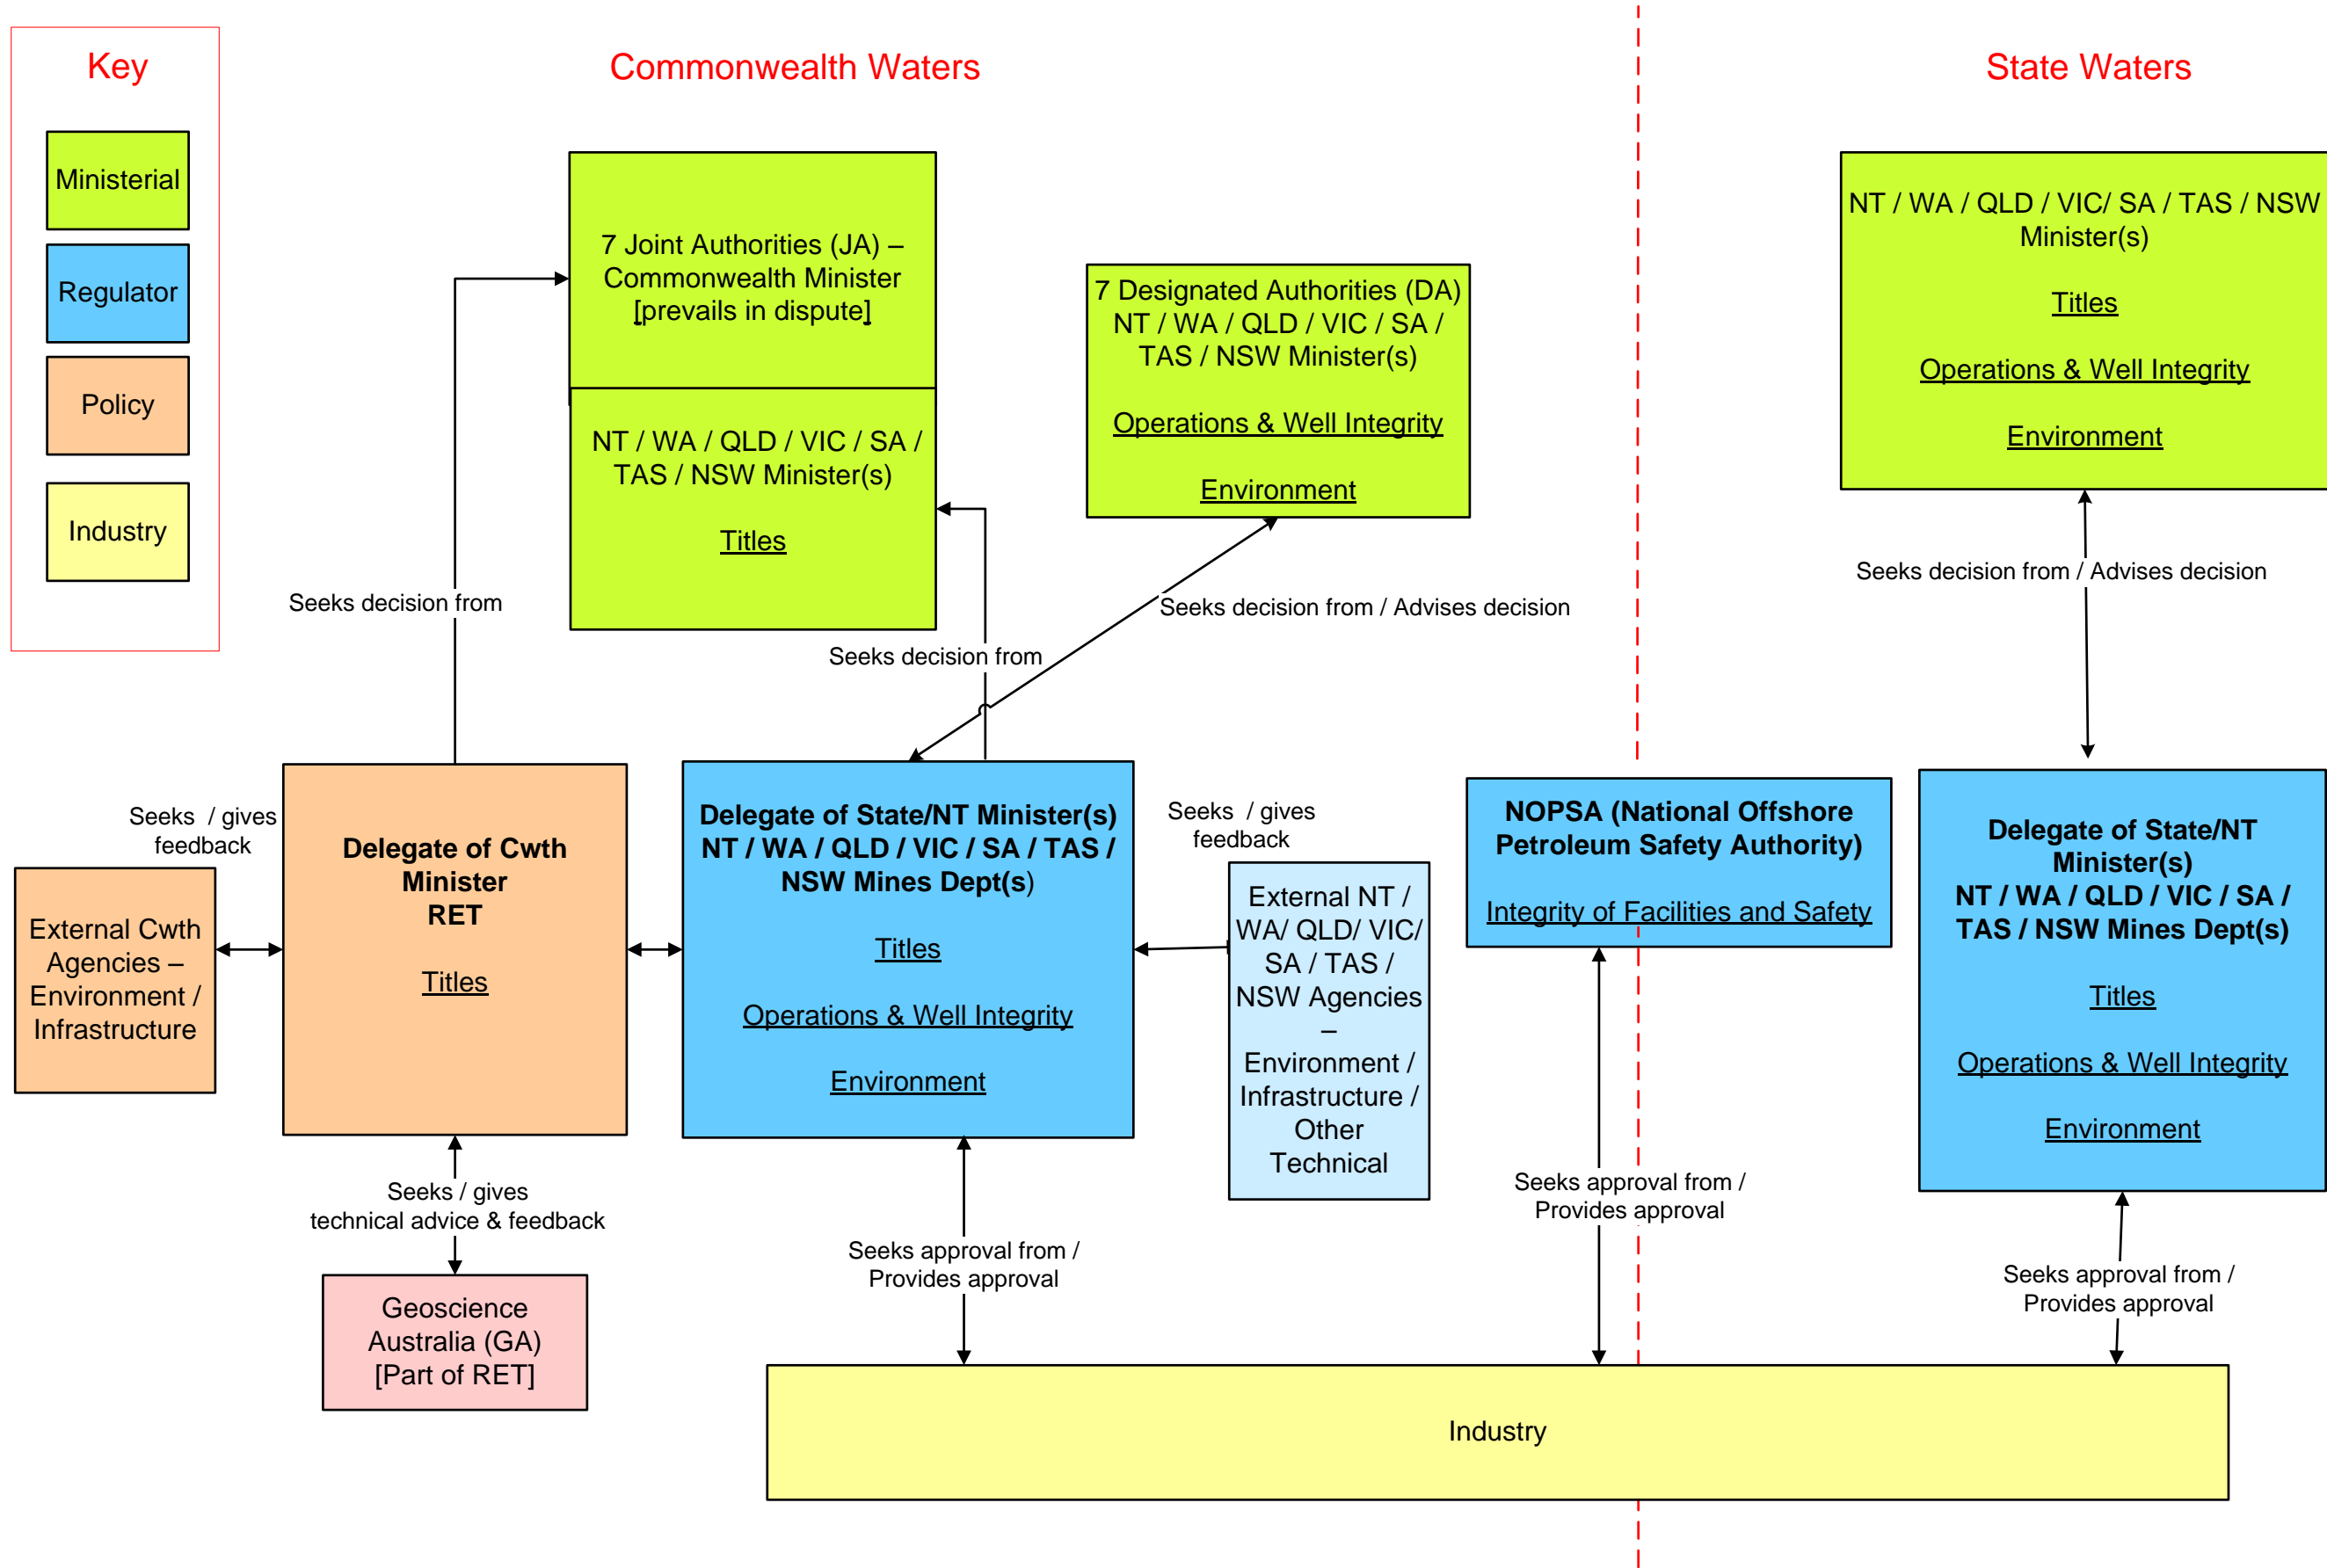 Key
Ministerial
Regulator
Policy
Industry
Commonwealth Waters
State Waters
7 Joint Authorities (JA) –
Commonwealth Minister
[prevails in dispute]
NT / WA / QLD / VIC / SA /
TAS / NSW Minister(s)
Titles
7 Designated Authorities (DA)
NT / WA / QLD / VIC / SA /
TAS / NSW Minister(s)
Operations & Well Integrity
Environment
NT / WA / QLD / VIC/ SA / TAS / NSW
Minister(s)
Titles
Operations & Well Integrity
Environment
Seeks decision from
Seeks decision from
Seeks decision from / Advises decision
Seeks decision from / Advises decision
Seeks / gives
feedback
External Cwth
Agencies –
Environment /
Infrastructure
Delegate of Cwth
Minister
RET
Titles
Delegate of State/NT Minister(s)
NT / WA / QLD / VIC / SA / TAS /
NSW Mines Dept(s)
Titles
Operations & Well Integrity
Environment
Seeks / gives
feedback
External NT /
WA/ QLD/ VIC/
SA / TAS /
NSW Agencies
–
Environment /
Infrastructure /
Other
Technical
NOPSA (National Offshore
Petroleum Safety Authority)
Integrity of Facilities and Safety
Delegate of State/NT
Minister(s)
NT / WA / QLD / VIC / SA /
TAS / NSW Mines Dept(s)
Titles
Operations & Well Integrity
Environment
Seeks / gives
technical advice & feedback
Geoscience
Australia (GA)
[Part of RET]
Seeks approval from /
Provides approval
Seeks approval from /
Provides approval
Seeks approval from /
Provides approval
Industry